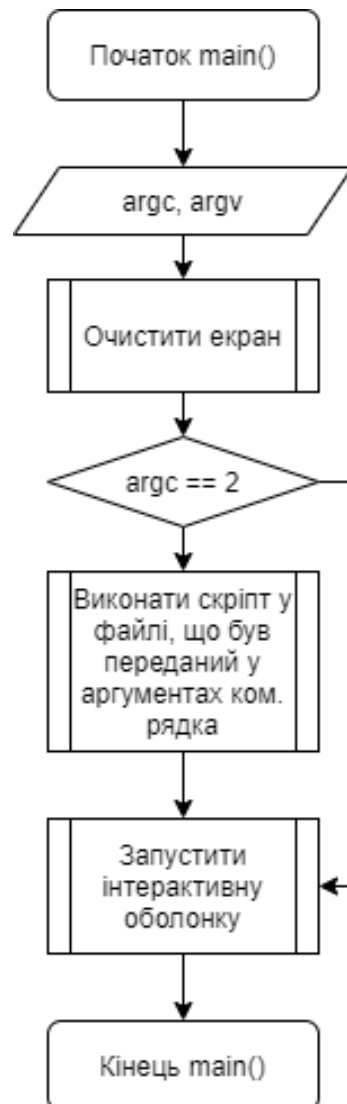 Початок main()
argc, argv
Очистити екран
argc == 2
Виконати скріпт у
файлі, що був
переданий у
аргументах ком.
рядка
Запустити
інтерактивну
оболонку
Кінець main()